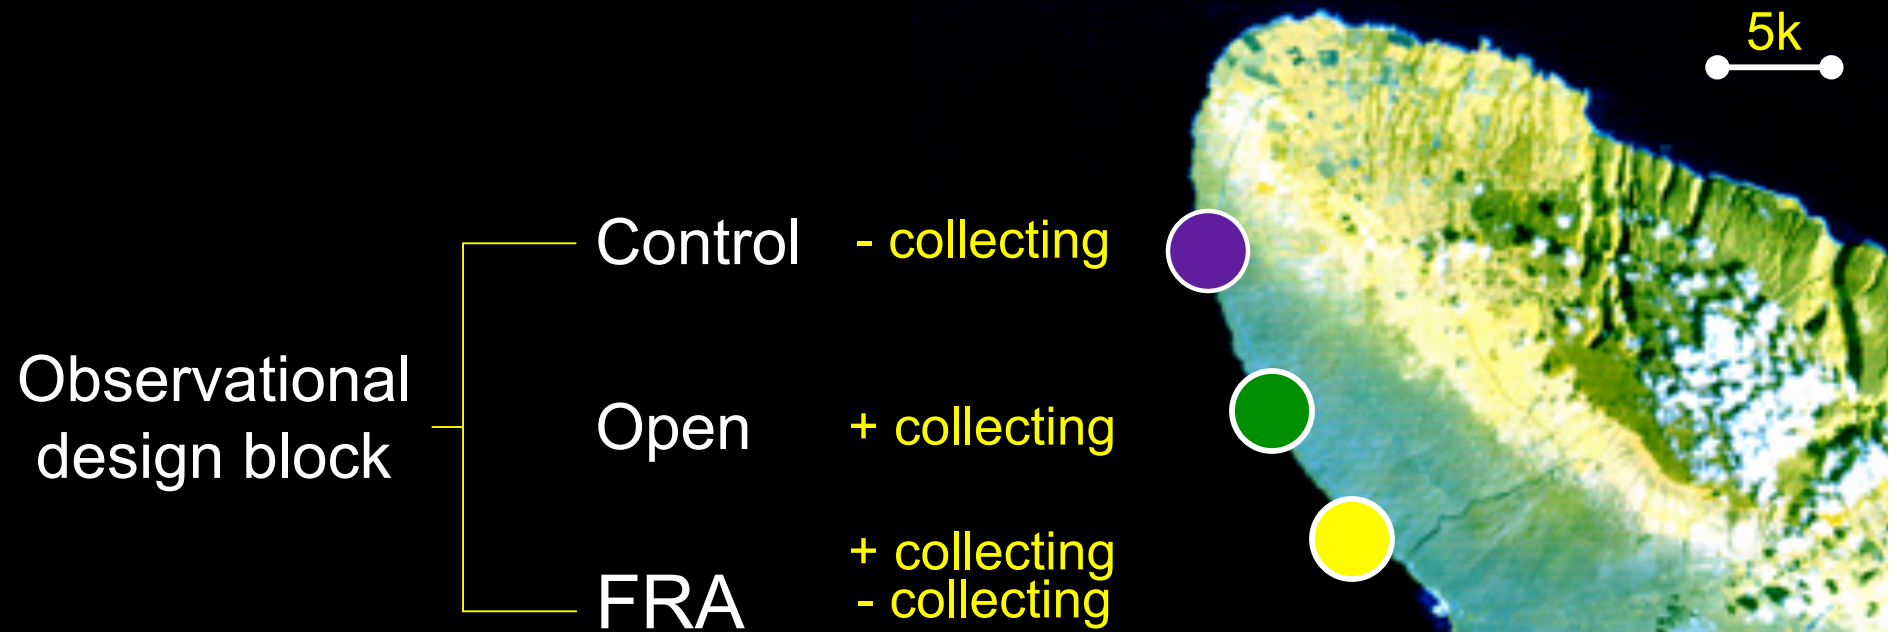 5k
Control - collecting
Observational
design block
Open + collecting
+ collecting
FRA - collecting